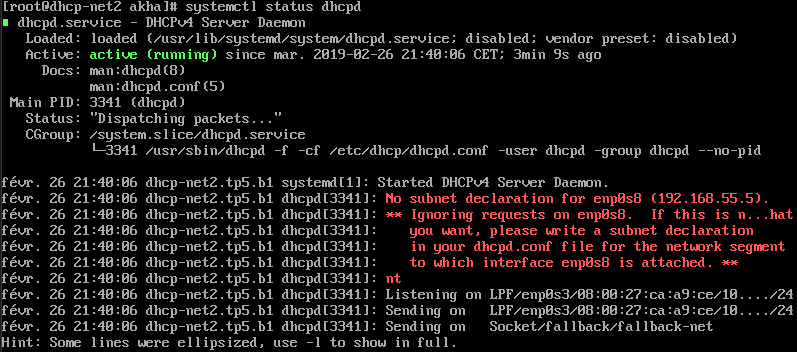 [root@dhcp-net2 akha]# systemctl status dhcpd
dhcpd.service - DHCPv4 Server Daemon
Loaded: loaded (/usr/lib/systemd/system/dhcpd.service; disabled; vendor preset: disabled)
Active: active (running) since mar. 2019-02-26 21:40:06 CET; 3min 9s ago
Docs: man:dhcpd(8)
man:dhcpd.conf(5)
Main PID: 3341 (dhcpd)
Status: "Dispatching packets..."
CGroup: /system.slice/dhcpd.service
└─3341 /usr/sbin/dhcpd -f -cf /etc/dhcp/dhcpd.conf -user dhcpd -group dhcpd --no-pid
févr. 26 21:40:06 dhcp-net2.tp5.b1 systemd[1]: Started DHCPv4 Server Daemon.
févr. 26 21:40:06 dhcp-net2.tp5.b1 dhcpd[3341]: No subnet declaration for enp0s8 (192.168.55.5).
févr. 26 21:40:06 dhcp-net2.tp5.b1 dhcpd[3341]: ** Ignoring requests on enp0s8.  If this is n...hat
févr. 26 21:40:06 dhcp-net2.tp5.b1 dhcpd[3341]: you want, please write a subnet declaration
févr. 26 21:40:06 dhcp-net2.tp5.b1 dhcpd[3341]: in your dhcpd.conf file for the network segment
févr. 26 21:40:06 dhcp-net2.tp5.b1 dhcpd[3341]: to which interface enp0s8 is attached. **
févr. 26 21:40:06 dhcp-net2.tp5.b1 dhcpd[3341]: nt
févr. 26 21:40:06 dhcp-net2.tp5.b1 dhcpd[3341]: Listening on LPF/enp0s3/08:00:27:ca:a9:ce/10..../24
févr. 26 21:40:06 dhcp-net2.tp5.b1 dhcpd[3341]: Sending on   LPF/enp0s3/08:00:27:ca:a9:ce/10..../24
févr. 26 21:40:06 dhcp-net2.tp5.b1 dhcpd[3341]: Sending on   Socket/fallback/fallback-net
Hint: Some lines were ellipsized, use -l to show in full.